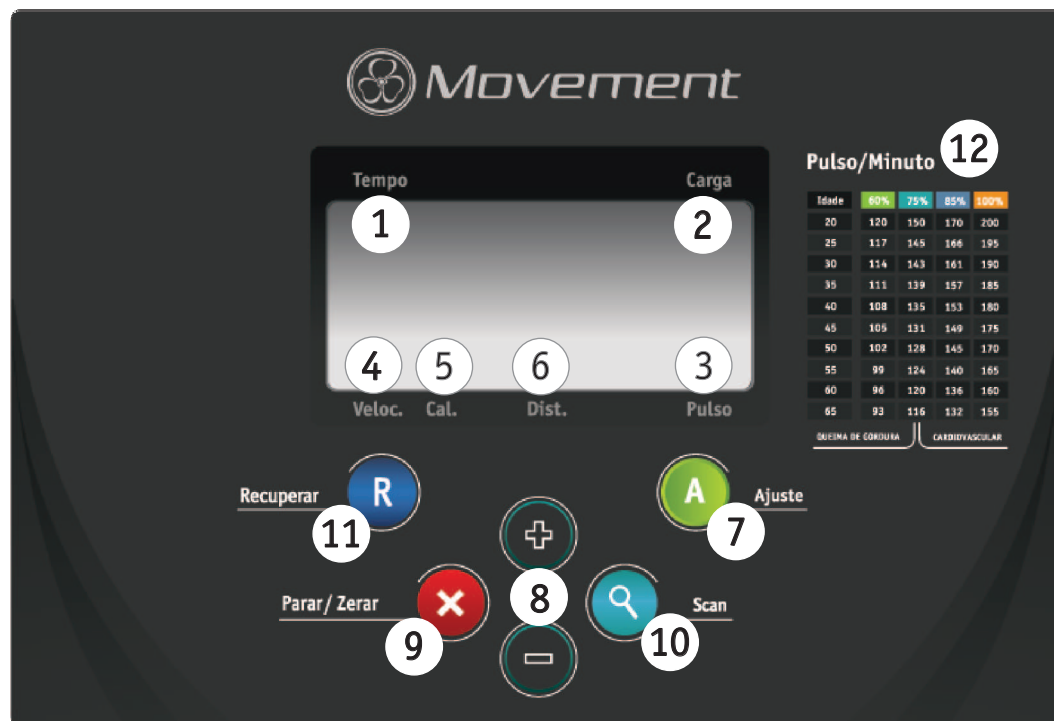 Movement
Tempo Carga
1 2
4 5 6 3
Veloc. Cal. Dist. Pulso
Pulso/Minuto 12
Idade 60% 75% 85% 100%
20 120 150 170 200
25 117 145 166 195
30 114 143 161 190
35 111 139 157 185
40 108 135 153 180
45 105 131 149 175
50 102 128 145 170
55 99 124 140 165
60 96 120 136 160
65 93 116 132 155
QUEIMA DE GORDURA CARDIOVASCULAR
Recuperar R
11
A Ajuste
7
Parar/ Zerar
9
8
Scan
10